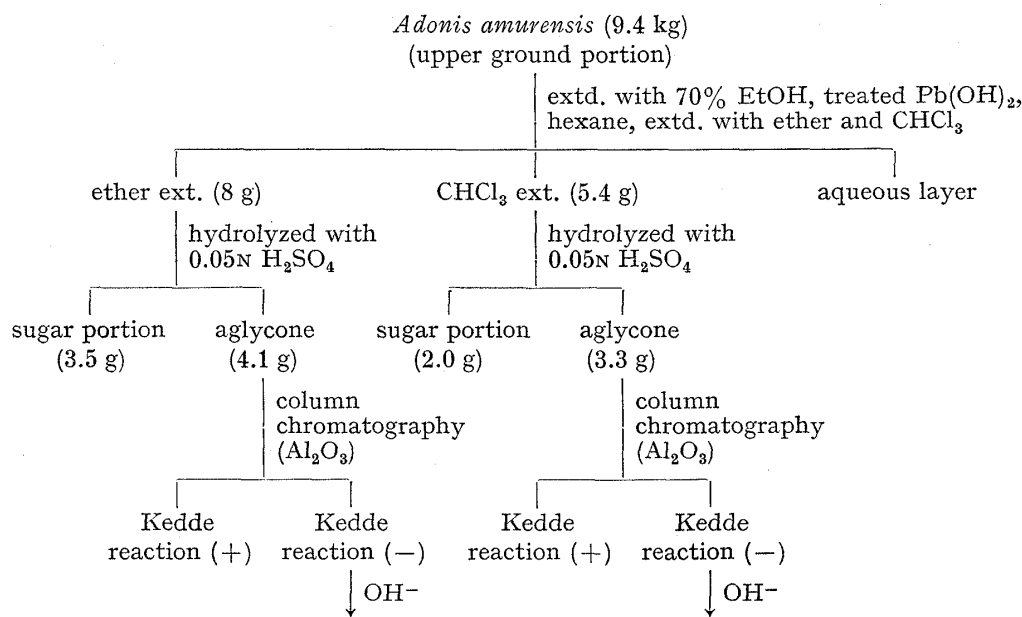 Adonis amurensis (9.4 kg)
(upper ground portion)
extd. with 70% EtOH, treated Pb(OH)₂,
hexane, extd. with ether and CHCl₃
ether ext. (8 g)
CHCl₃ ext. (5.4 g)
aqueous layer
hydrolyzed with
0.05N H₂SO₄
hydrolyzed with
0.05N H₂SO₄
sugar portion
(3.5 g)
aglycone
(4.1 g)
sugar portion
(2.0 g)
aglycone
(3.3 g)
column
chromatography
(Al₂O₃)
column
chromatography
(Al₂O₃)
Kedde
reaction (+)
Kedde
reaction (−)
Kedde
reaction (+)
Kedde
reaction (−)
OH⁻
OH⁻